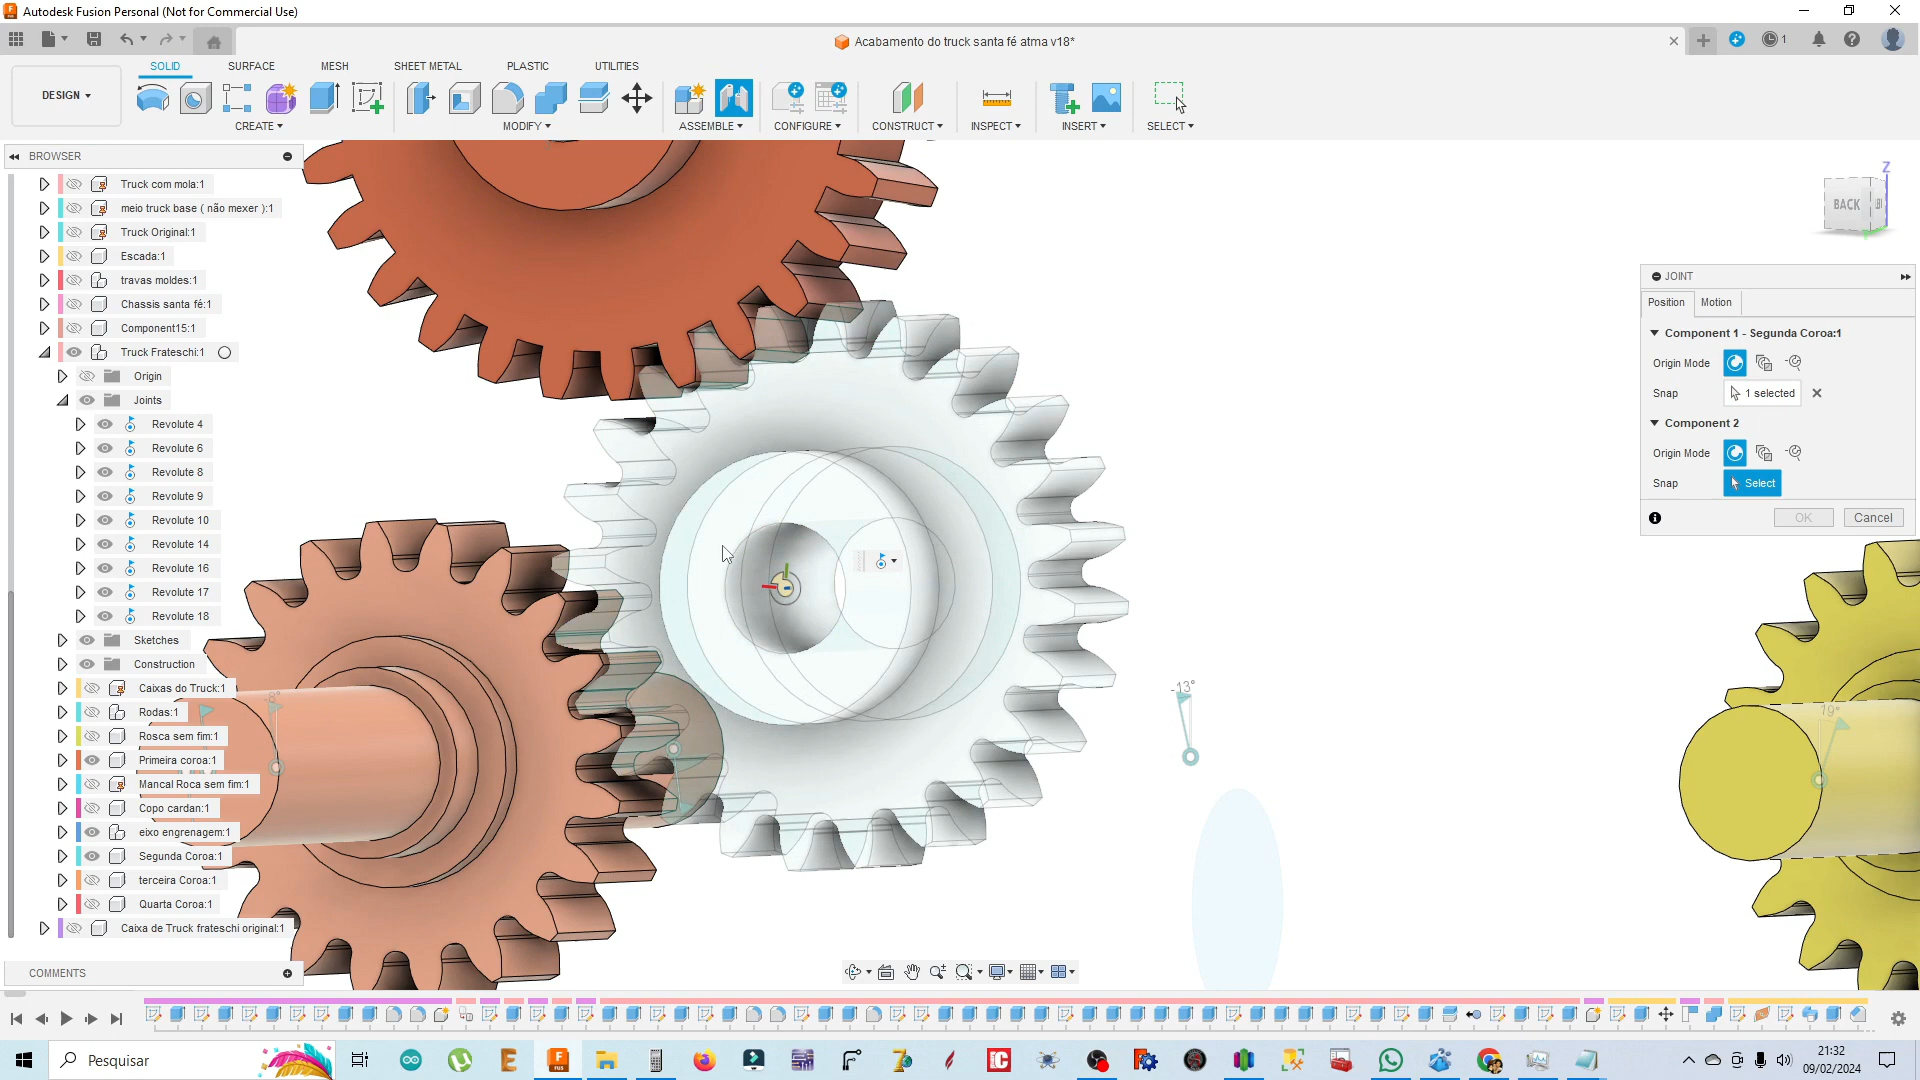 Autodesk Fusion Personal (Not for Commercial Use)
Acabamento do truck santa fé atma v18*
1
SOLID
SURFACE
MESH
SHEET METAL
PLASTIC
UTILITIES
DESIGN
CREATE
MODIFY
ASSEMBLE
CONFIGURE
CONSTRUCT
INSPECT
INSERT
SELECT
BROWSER
Truck com mola:1
meio truck base ( não mexer ):1
Truck Original:1
Escada:1
travas moldes:1
Chassis santa fé:1
Component15:1
Truck Frateschi:1
Origin
Joints
Revolute 4
Revolute 6
Revolute 8
Revolute 9
Revolute 10
Revolute 14
Revolute 16
Revolute 17
Revolute 18
Sketches
Construction
Caixas do Truck:1
Rodas:1
Rosca sem fim:1
Primeira coroa:1
Mancal Roca sem fim:1
Copo cardan:1
eixo engrenagem:1
Segunda Coroa:1
terceira Coroa:1
Quarta Coroa:1
Caixa de Truck frateschi original:1
COMMENTS
-13°
19°
Z
BACK
JOINT
Position
Motion
Component 1 - Segunda Coroa:1
Origin Mode
Snap
1 selected
Component 2
Origin Mode
Snap
Select
OK
Cancel
Pesquisar
21:32
09/02/2024